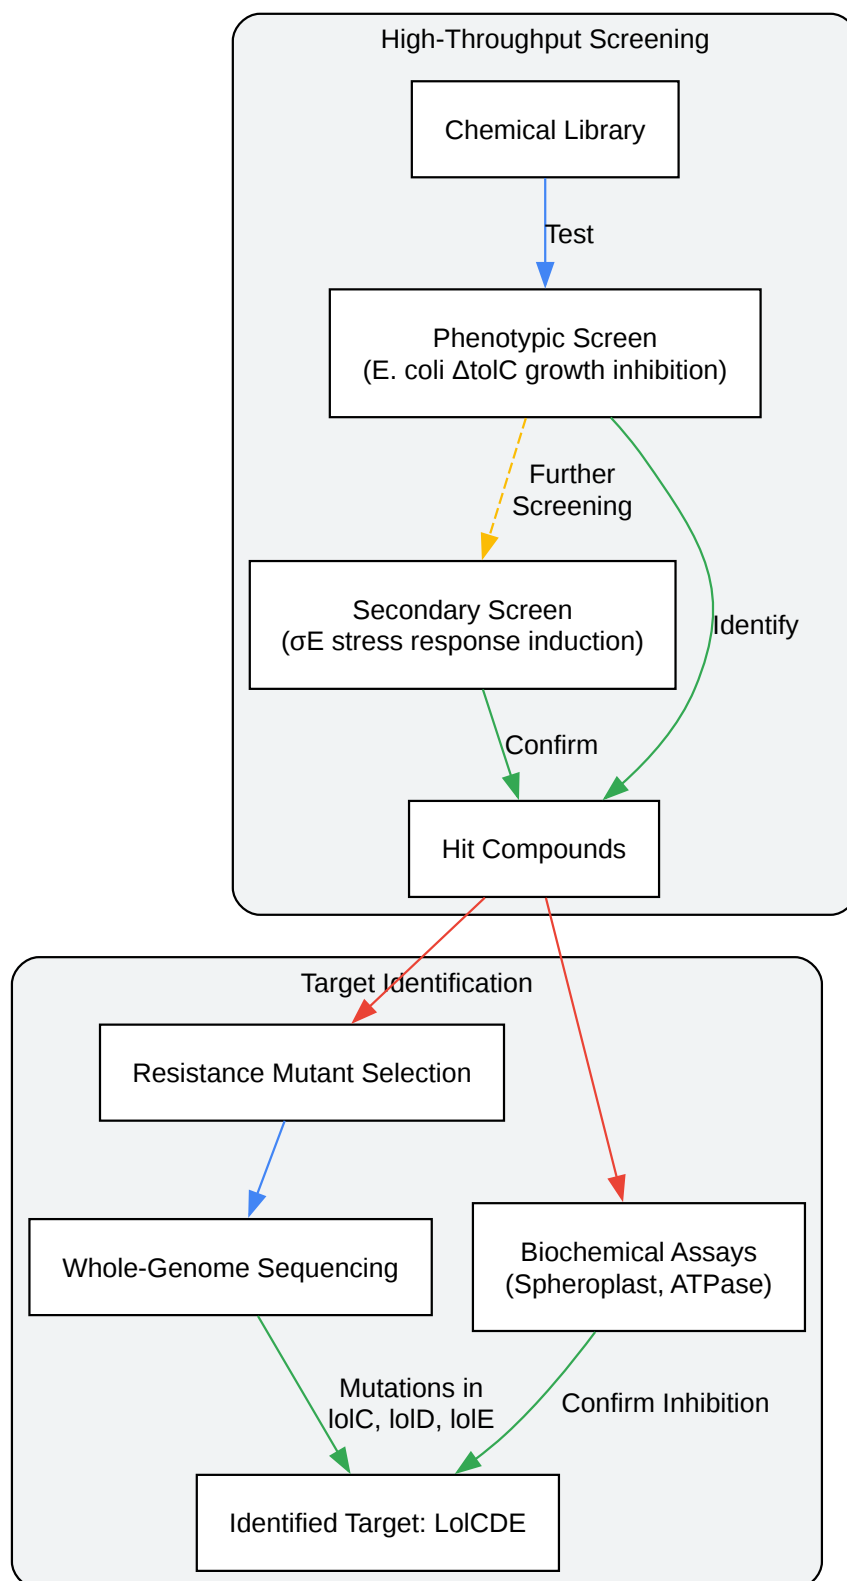 High-Throughput Screening
Chemical Library
Test
Phenotypic Screen
(E. coli ΔtolC growth inhibition)
Further
Screening
Secondary Screen
(σE stress response induction)
Identify
Confirm
Hit Compounds
Target Identification
Resistance Mutant Selection
Whole-Genome Sequencing
Biochemical Assays
(Spheroplast, ATPase)
Mutations in
lolC, lolD, lolE
Confirm Inhibition
Identified Target: LolCDE